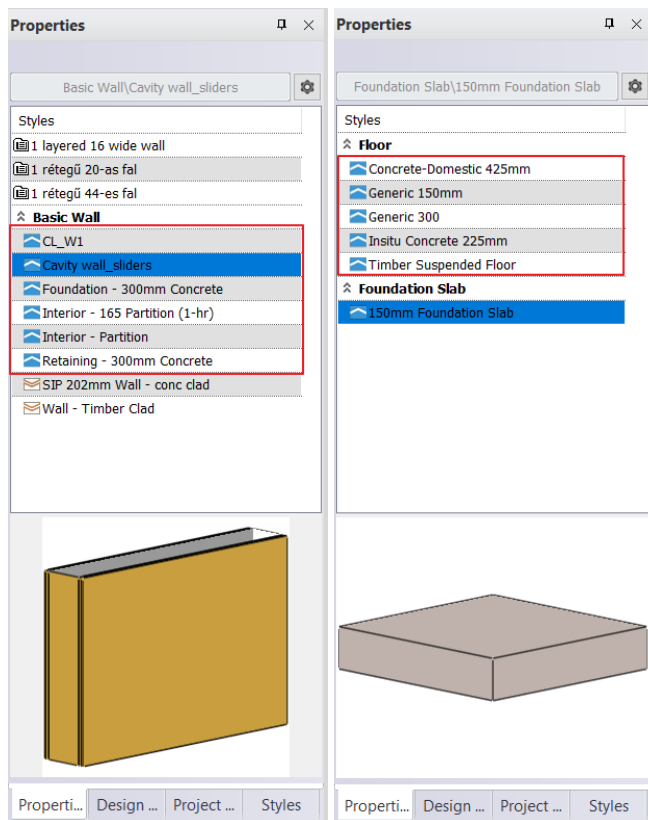 Properties
Basic Wall\Cavity wall_sliders
Styles
1 layered 16 wide wall
1 rétegű 20-as fal
1 rétegű 44-es fal
Basic Wall
CL_W1
Cavity wall_sliders
Foundation - 300mm Concrete
Interior - 165 Partition (1-hr)
Interior - Partition
Retaining - 300mm Concrete
SIP 202mm Wall - conc clad
Wall - Timber Clad
Properti... Design ... Project ... Styles
Properties
Foundation Slab\150mm Foundation Slab
Styles
Floor
Concrete-Domestic 425mm
Generic 150mm
Generic 300
Insitu Concrete 225mm
Timber Suspended Floor
Foundation Slab
150mm Foundation Slab
Properti... Design ... Project ... Styles